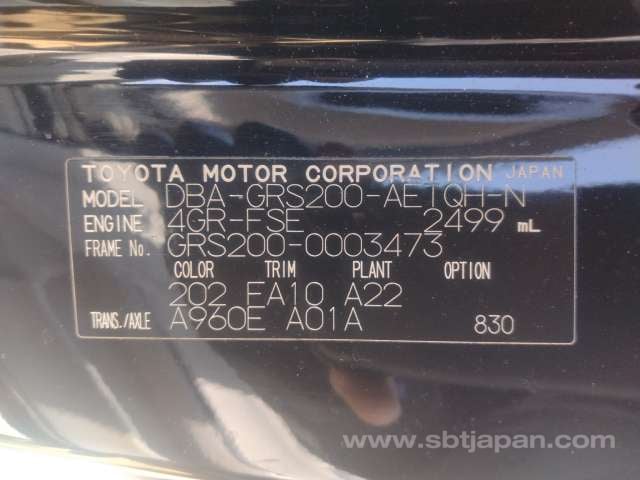 TOYOTA MOTOR CORPORATION JAPAN
MODEL DBA-GRS200-AETQH-N
ENGINE 4GR-FSE 2499 mL
FRAME No. GRS200-0003473
COLOR TRIM PLANT OPTION
202 FA10 A22
TRANS./AXLE A960E A01A 830
www.sbtjapan.com